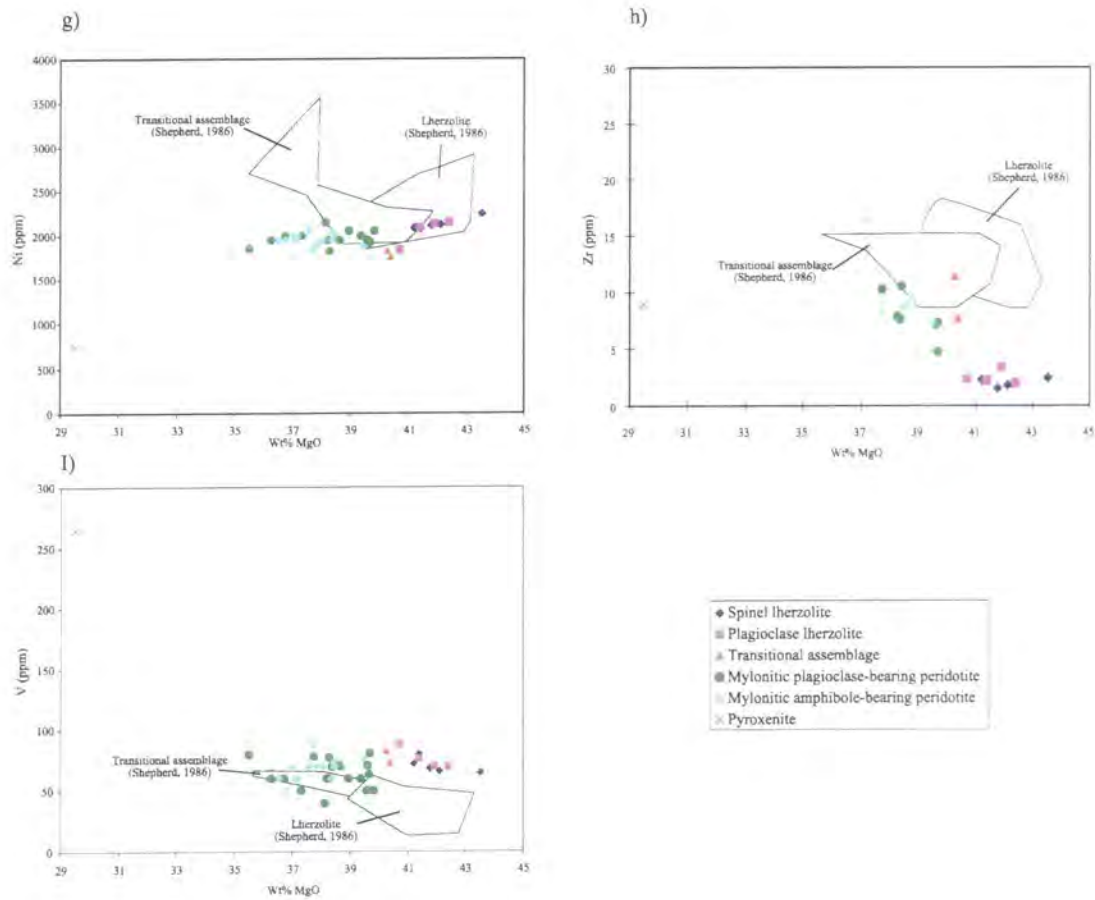 g)
4000
3500
3000
2500
2000
1500
1000
500
0
Ni (ppm)
Transitional assemblage
(Shepherd, 1986)
Lherzolite
(Shepherd, 1986)
29 31 33 35 37 39 41 43 45
Wt% MgO
h)
30
25
20
15
10
5
0
Zr (ppm)
Lherzolite
(Shepherd, 1986)
Transitional assemblage
(Shepherd, 1986)
29 31 33 35 37 39 41 43 45
Wt% MgO
I)
300
250
200
150
100
50
0
V (ppm)
Transitional assemblage
(Shepherd, 1986)
Lherzolite
(Shepherd, 1986)
29 31 33 35 37 39 41 43 45
Wt% MgO
Spinel lherzolite
Plagioclase lherzolite
Transitional assemblage
Mylonitic plagioclase-bearing peridotite
Mylonitic amphibole-bearing peridotite
Pyroxenite